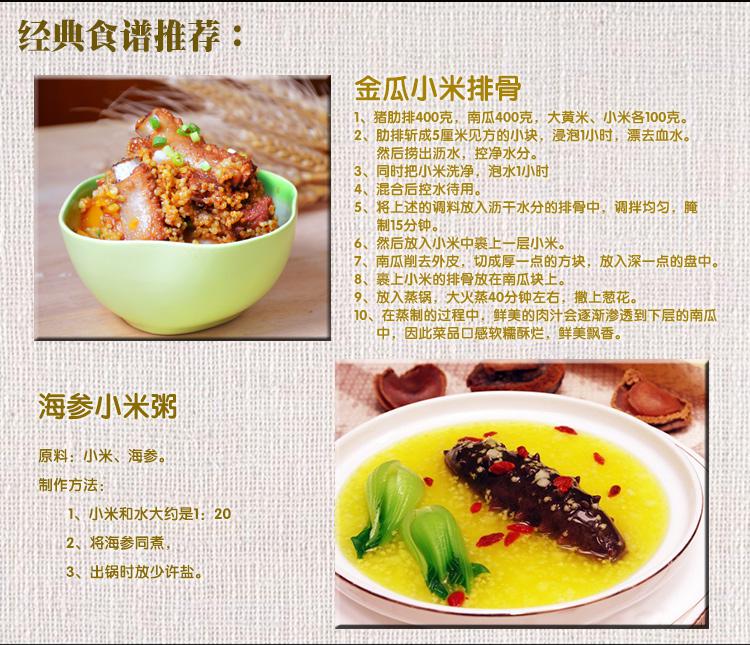 经典食谱推荐：
金瓜小米排骨
1、猪肋排400克，南瓜400克，大黄米、小米各100克。
2、肋排斩成5厘米见方的小块，浸泡1小时，漂去血水。
然后捞出沥水，控净水分。
3、同时把小米洗净，泡水1小时
4、混合后控水待用。
5、将上述的调料放入沥干水分的排骨中，调拌均匀，腌
制15分钟。
6、然后放入小米中裹上一层小米。
7、南瓜削去外皮，切成厚一点的方块，放入深一点的盘中。
8、裹上小米的排骨放在南瓜块上。
9、放入蒸锅，大火蒸40分钟左右，撒上葱花。
10、在蒸制的过程中，鲜美的肉汁会逐渐渗透到下层的南瓜
中，因此菜品口感软糯酥烂，鲜美飘香。
海参小米粥
原料：小米、海参。
制作方法：
1、小米和水大约是1：20
2、将海参同煮，
3、出锅时放少许盐。